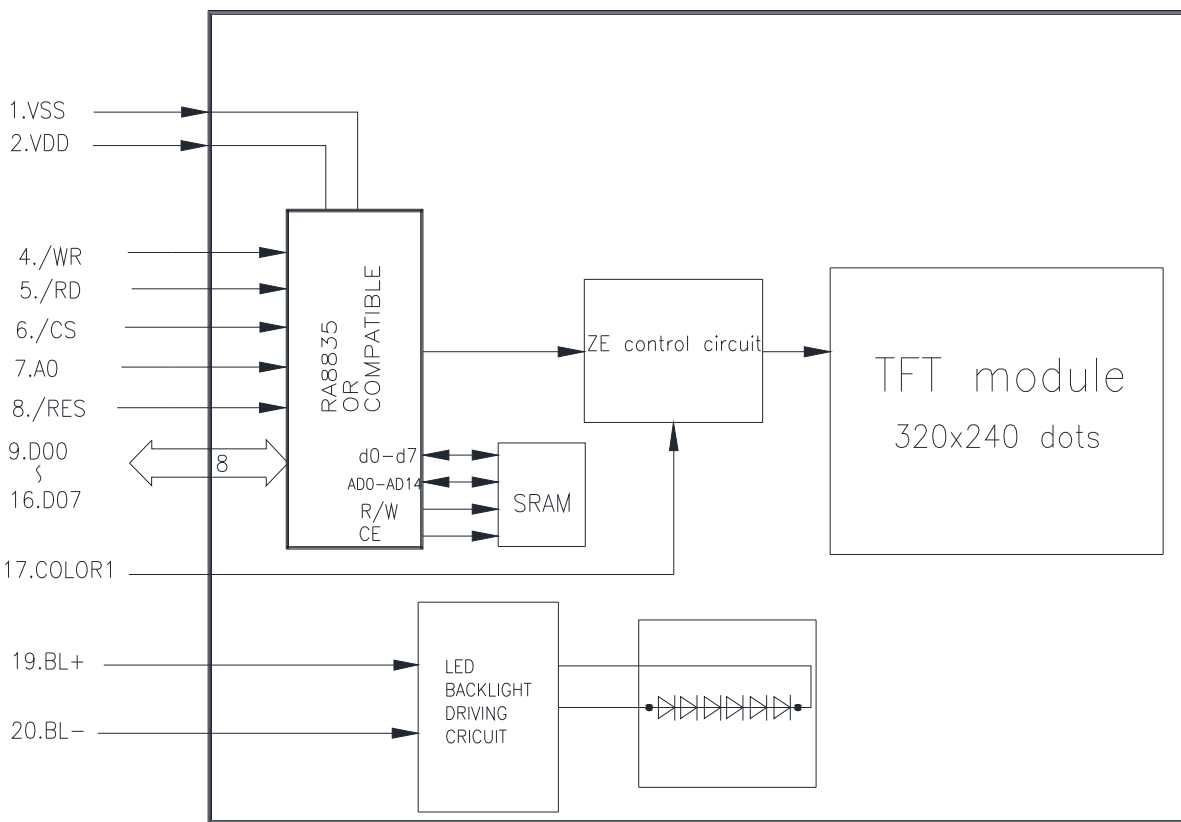 1.VSS
2.VDD
4./WR
5./RD
6./CS
7.A0
8./RES
9.D00
∫
16.D07
8
17.COLOR1
19.BL+
20.BL-
RA8835
OR
COMPATIBLE
d0-d7
AD0-AD14
R/W
CE
SRAM
ZE control circuit
TFT module
320x240 dots
LED
BACKLIGHT
DRIVING
CRICUIT